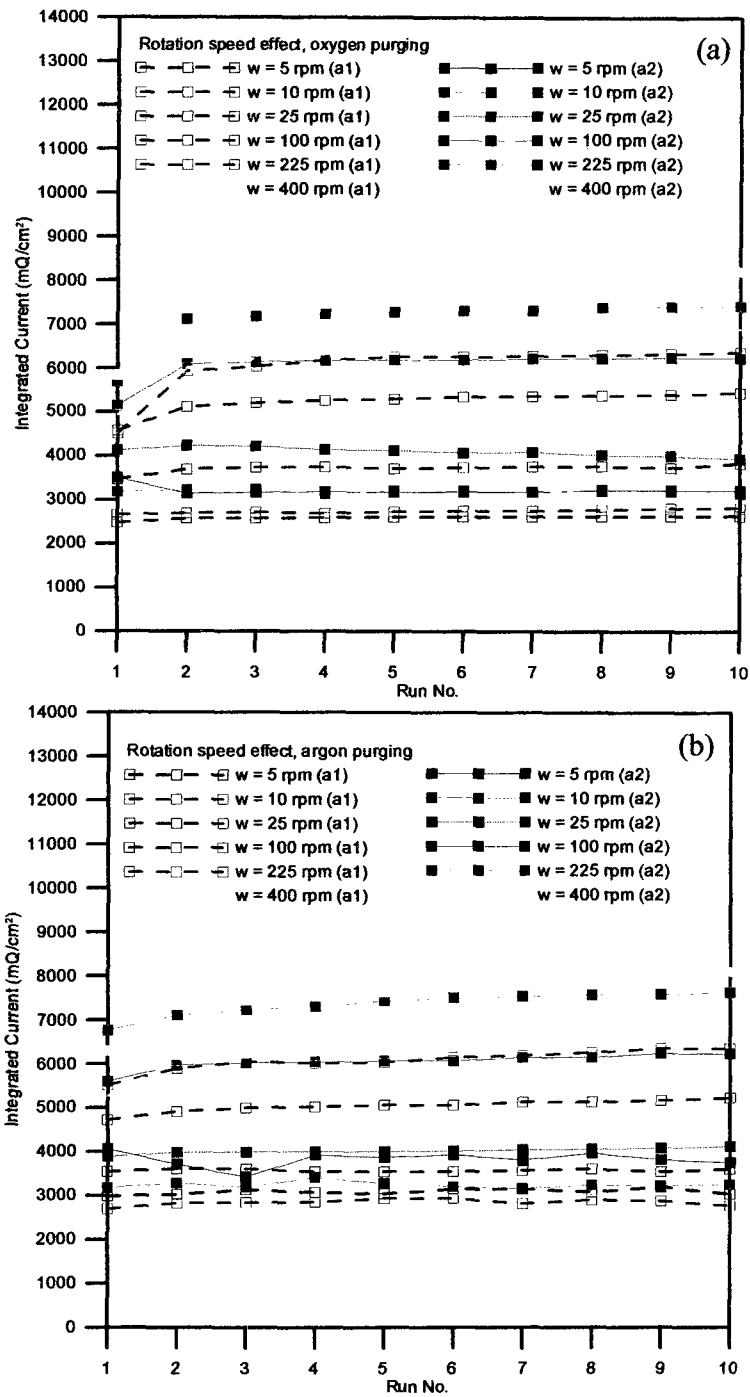 (a)
Rotation speed effect, oxygen purging
w = 5 rpm (a1)
w = 10 rpm (a1)
w = 25 rpm (a1)
w = 100 rpm (a1)
w = 225 rpm (a1)
w = 400 rpm (a1)
w = 5 rpm (a2)
w = 10 rpm (a2)
w = 25 rpm (a2)
w = 100 rpm (a2)
w = 225 rpm (a2)
w = 400 rpm (a2)
Integrated Current (mQ/cm²)
14000
13000
12000
11000
10000
9000
8000
7000
6000
5000
4000
3000
2000
1000
0
1 2 3 4 5 6 7 8 9 10
Run No.
(b)
Rotation speed effect, argon purging
w = 5 rpm (a1)
w = 10 rpm (a1)
w = 25 rpm (a1)
w = 100 rpm (a1)
w = 225 rpm (a1)
w = 400 rpm (a1)
w = 5 rpm (a2)
w = 10 rpm (a2)
w = 25 rpm (a2)
w = 100 rpm (a2)
w = 225 rpm (a2)
w = 400 rpm (a2)
Integrated Current (mQ/cm²)
14000
13000
12000
11000
10000
9000
8000
7000
6000
5000
4000
3000
2000
1000
0
1 2 3 4 5 6 7 8 9 10
Run No.